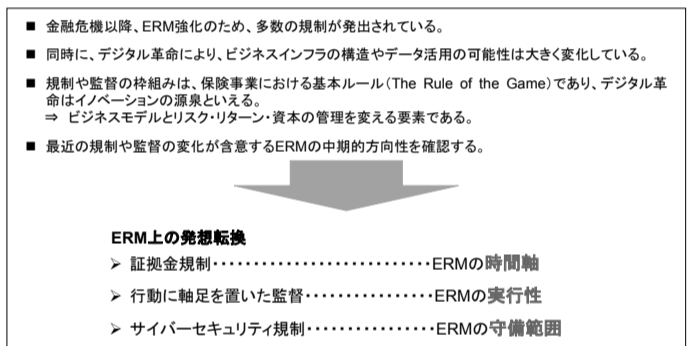 ■ 金融危機以降、ERM強化のため、多数の規制が発出されている。
■ 同時に、デジタル革命により、ビジネスインフラの構造やデータ活用の可能性は大きく変化している。
■ 規制や監督の枠組みは、保険事業における基本ルール（The Rule of the Game）であり、デジタル革
命はイノベーションの源泉といえる。
⇒ ビジネスモデルとリスク・リターン・資本の管理を変える要素である。
■ 最近の規制や監督の変化が含意するERMの中期的方向性を確認する。
ERM上の発想転換
➢ 証拠金規制・・・・・・・・・・・・・・・・・・・・・・・・・・・ERMの時間軸
➢ 行動に軸足を置いた監督・・・・・・・・・・・・・・・・ERMの実行性
➢ サイバーセキュリティ規制・・・・・・・・・・・・・・・・ERMの守備範囲